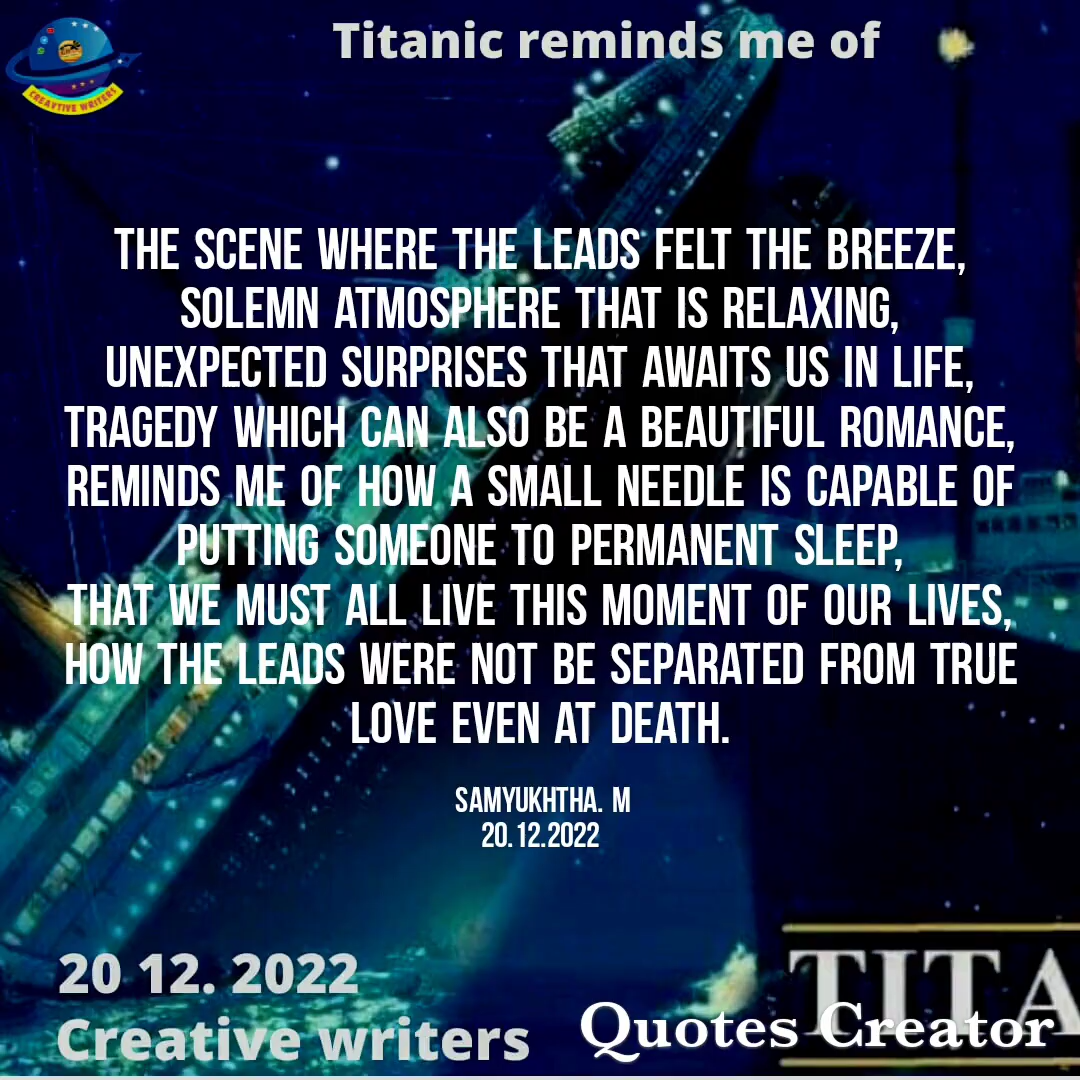 Titanic reminds me of
CREAVTIVE WRITERS
THE SCENE WHERE THE LEADS FELT THE BREEZE,
SOLEMN ATMOSPHERE THAT IS RELAXING,
UNEXPECTED SURPRISES THAT AWAITS US IN LIFE,
TRAGEDY WHICH CAN ALSO BE A BEAUTIFUL ROMANCE,
REMINDS ME OF HOW A SMALL NEEDLE IS CAPABLE OF
PUTTING SOMEONE TO PERMANENT SLEEP,
THAT WE MUST ALL LIVE THIS MOMENT OF OUR LIVES,
HOW THE LEADS WERE NOT BE SEPARATED FROM TRUE
LOVE EVEN AT DEATH.
SAMYUKHTHA. M
20.12.2022
20 12. 2022
Creative writers
TITA
Quotes Creator